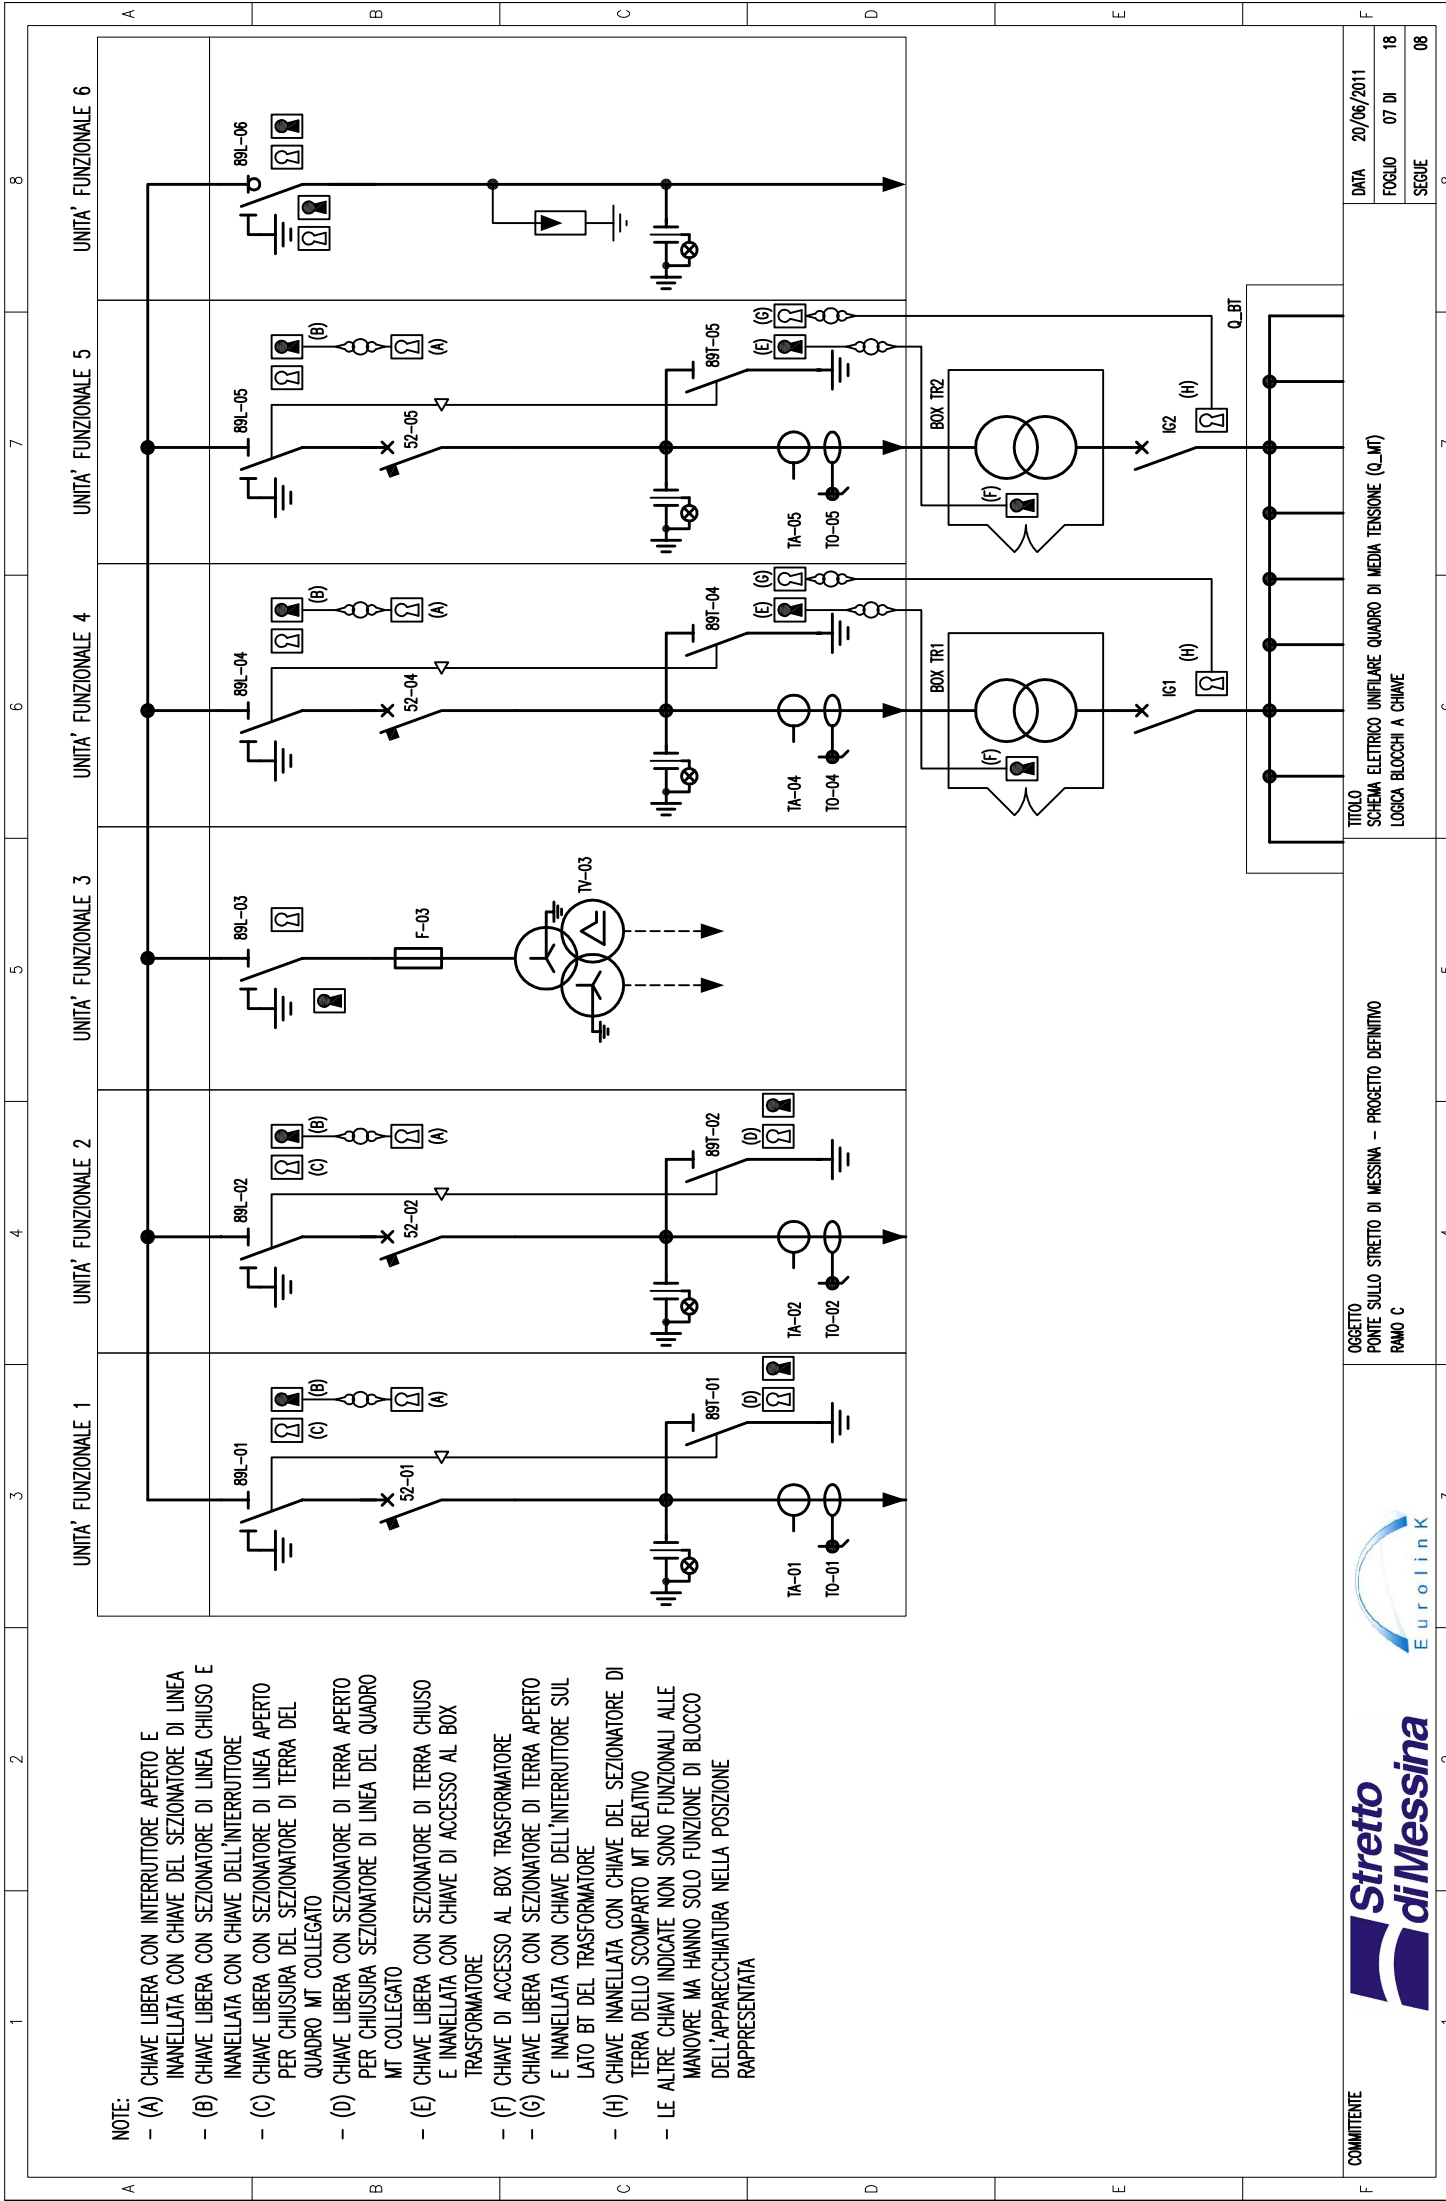 1
2
3
4
5
6
7
8
A
B
C
D
E
F
NOTE:
- (A) CHIAVE LIBERA CON INTERRUTTORE APERTO E
INANELLATA CON CHIAVE DEL SEZIONATORE DI LINEA
- (B) CHIAVE LIBERA CON SEZIONATORE DI LINEA CHIUSO E
INANELLATA CON CHIAVE DELL'INTERRUTTORE
- (C) CHIAVE LIBERA CON SEZIONATORE DI LINEA APERTO
PER CHIUSURA DEL SEZIONATORE DI TERRA DEL
QUADRO MT COLLEGATO
- (D) CHIAVE LIBERA CON SEZIONATORE DI TERRA APERTO
PER CHIUSURA SEZIONATORE DI LINEA DEL QUADRO
MT COLLEGATO
- (E) CHIAVE LIBERA CON SEZIONATORE DI TERRA CHIUSO
E INANELLATA CON CHIAVE DI ACCESSO AL BOX
TRASFORMATORE
- (F) CHIAVE DI ACCESSO AL BOX TRASFORMATORE
- (G) CHIAVE LIBERA CON SEZIONATORE DI TERRA APERTO
E INANELLATA CON CHIAVE DELL'INTERRUTTORE SUL
LATO BT DEL TRASFORMATORE
- (H) CHIAVE INANELLATA CON CHIAVE DEL SEZIONATORE DI
TERRA DELLO SCOMPARTO MT RELATIVO
- LE ALTRE CHIAVI INDICATE NON SONO FUNZIONALI ALLE
MANOVRE MA HANNO SOLO FUNZIONE DI BLOCCO
DELL'APPARECCHIATURA NELLA POSIZIONE
RAPPRESENTATA
UNITA' FUNZIONALE 1
89L-01
(C)
(B)
(A)
52-01
89T-01
(D)
TA-01
TO-01
UNITA' FUNZIONALE 2
89L-02
(C)
(B)
(A)
52-02
89T-02
(D)
TA-02
TO-02
UNITA' FUNZIONALE 3
89L-03
F-03
TV-03
UNITA' FUNZIONALE 4
89L-04
(B)
(A)
52-04
89T-04
(E)
(G)
TA-04
TO-04
BOX TR1
(F)
IG1
(H)
UNITA' FUNZIONALE 5
89L-05
(B)
(A)
52-05
89T-05
(E)
(G)
TA-05
TO-05
BOX TR2
(F)
IG2
(H)
Q_BT
UNITA' FUNZIONALE 6
89L-06
A
B
C
D
E
F
COMMITTENTE
Stretto
di Messina
EurolinK
OGGETTO
PONTE SULLO STRETTO DI MESSINA - PROGETTO DEFINITIVO
RAMO C
TITOLO
SCHEMA ELETTRICO UNIFILARE QUADRO DI MEDIA TENSIONE (Q_MT)
LOGICA BLOCCHI A CHIAVE
DATA 20/06/2011
FOGLIO 07 DI 18
SEGUE 08